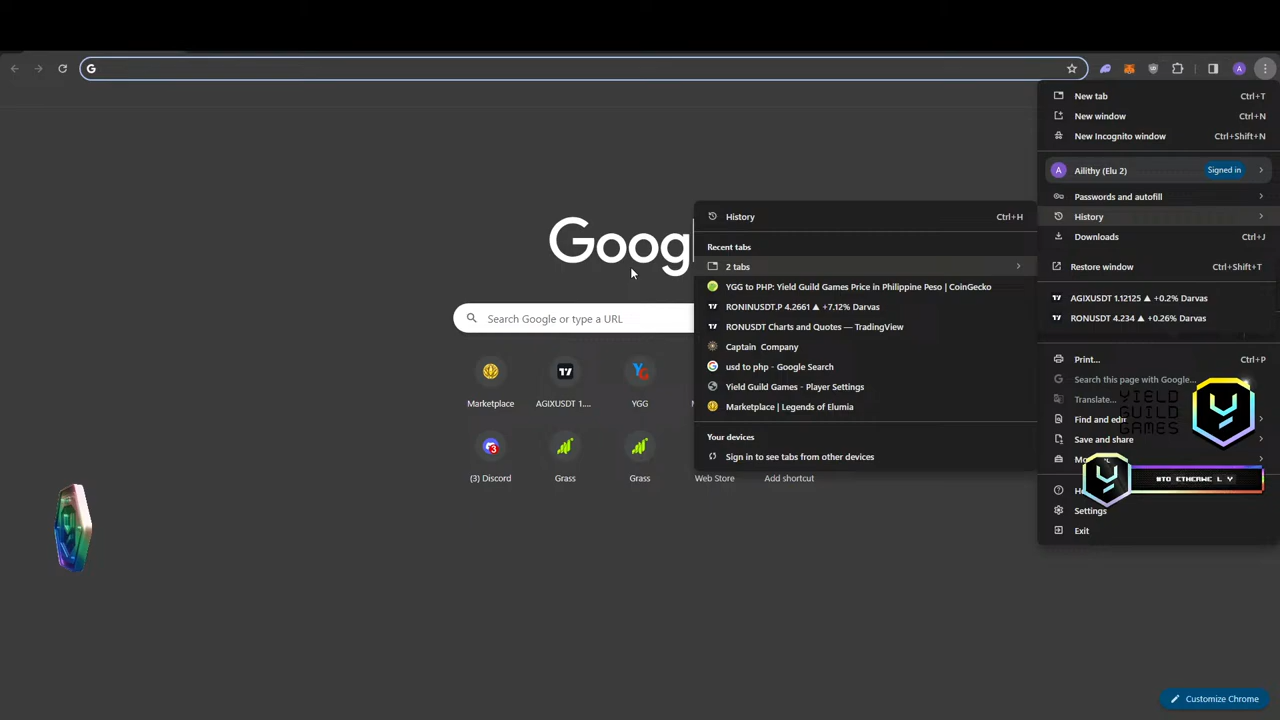 New tab Ctrl+T
New window Ctrl+N
New Incognito window Ctrl+Shift+N
A Ailithy (Elu 2) Signed in
Passwords and autofill
History
Downloads Ctrl+J
Restore window Ctrl+Shift+T
AGIXUSDT 1.12125 ▲ +0.2% Darvas
RONUSDT 4.234 ▲ +0.26% Darvas
Print... Ctrl+P
Search this page with Google...
Translate...
Find and edit
Save and share
Settings
Exit
History Ctrl+H
Recent tabs
2 tabs
YGG to PHP: Yield Guild Games Price in Philippine Peso | CoinGecko
RONINUSDT.P 4.2661 ▲ +7.12% Darvas
RONUSDT Charts and Quotes — TradingView
Captain Company
usd to php - Google Search
Yield Guild Games - Player Settings
Marketplace | Legends of Elumia
Your devices
Sign in to see tabs from other devices
Goog
Search Google or type a URL
Marketplace
AGIXUSDT 1....
YGG
(3) Discord
Grass
Grass
Web Store
Add shortcut
YIELD
GUILD
GAMES
Customize Chrome